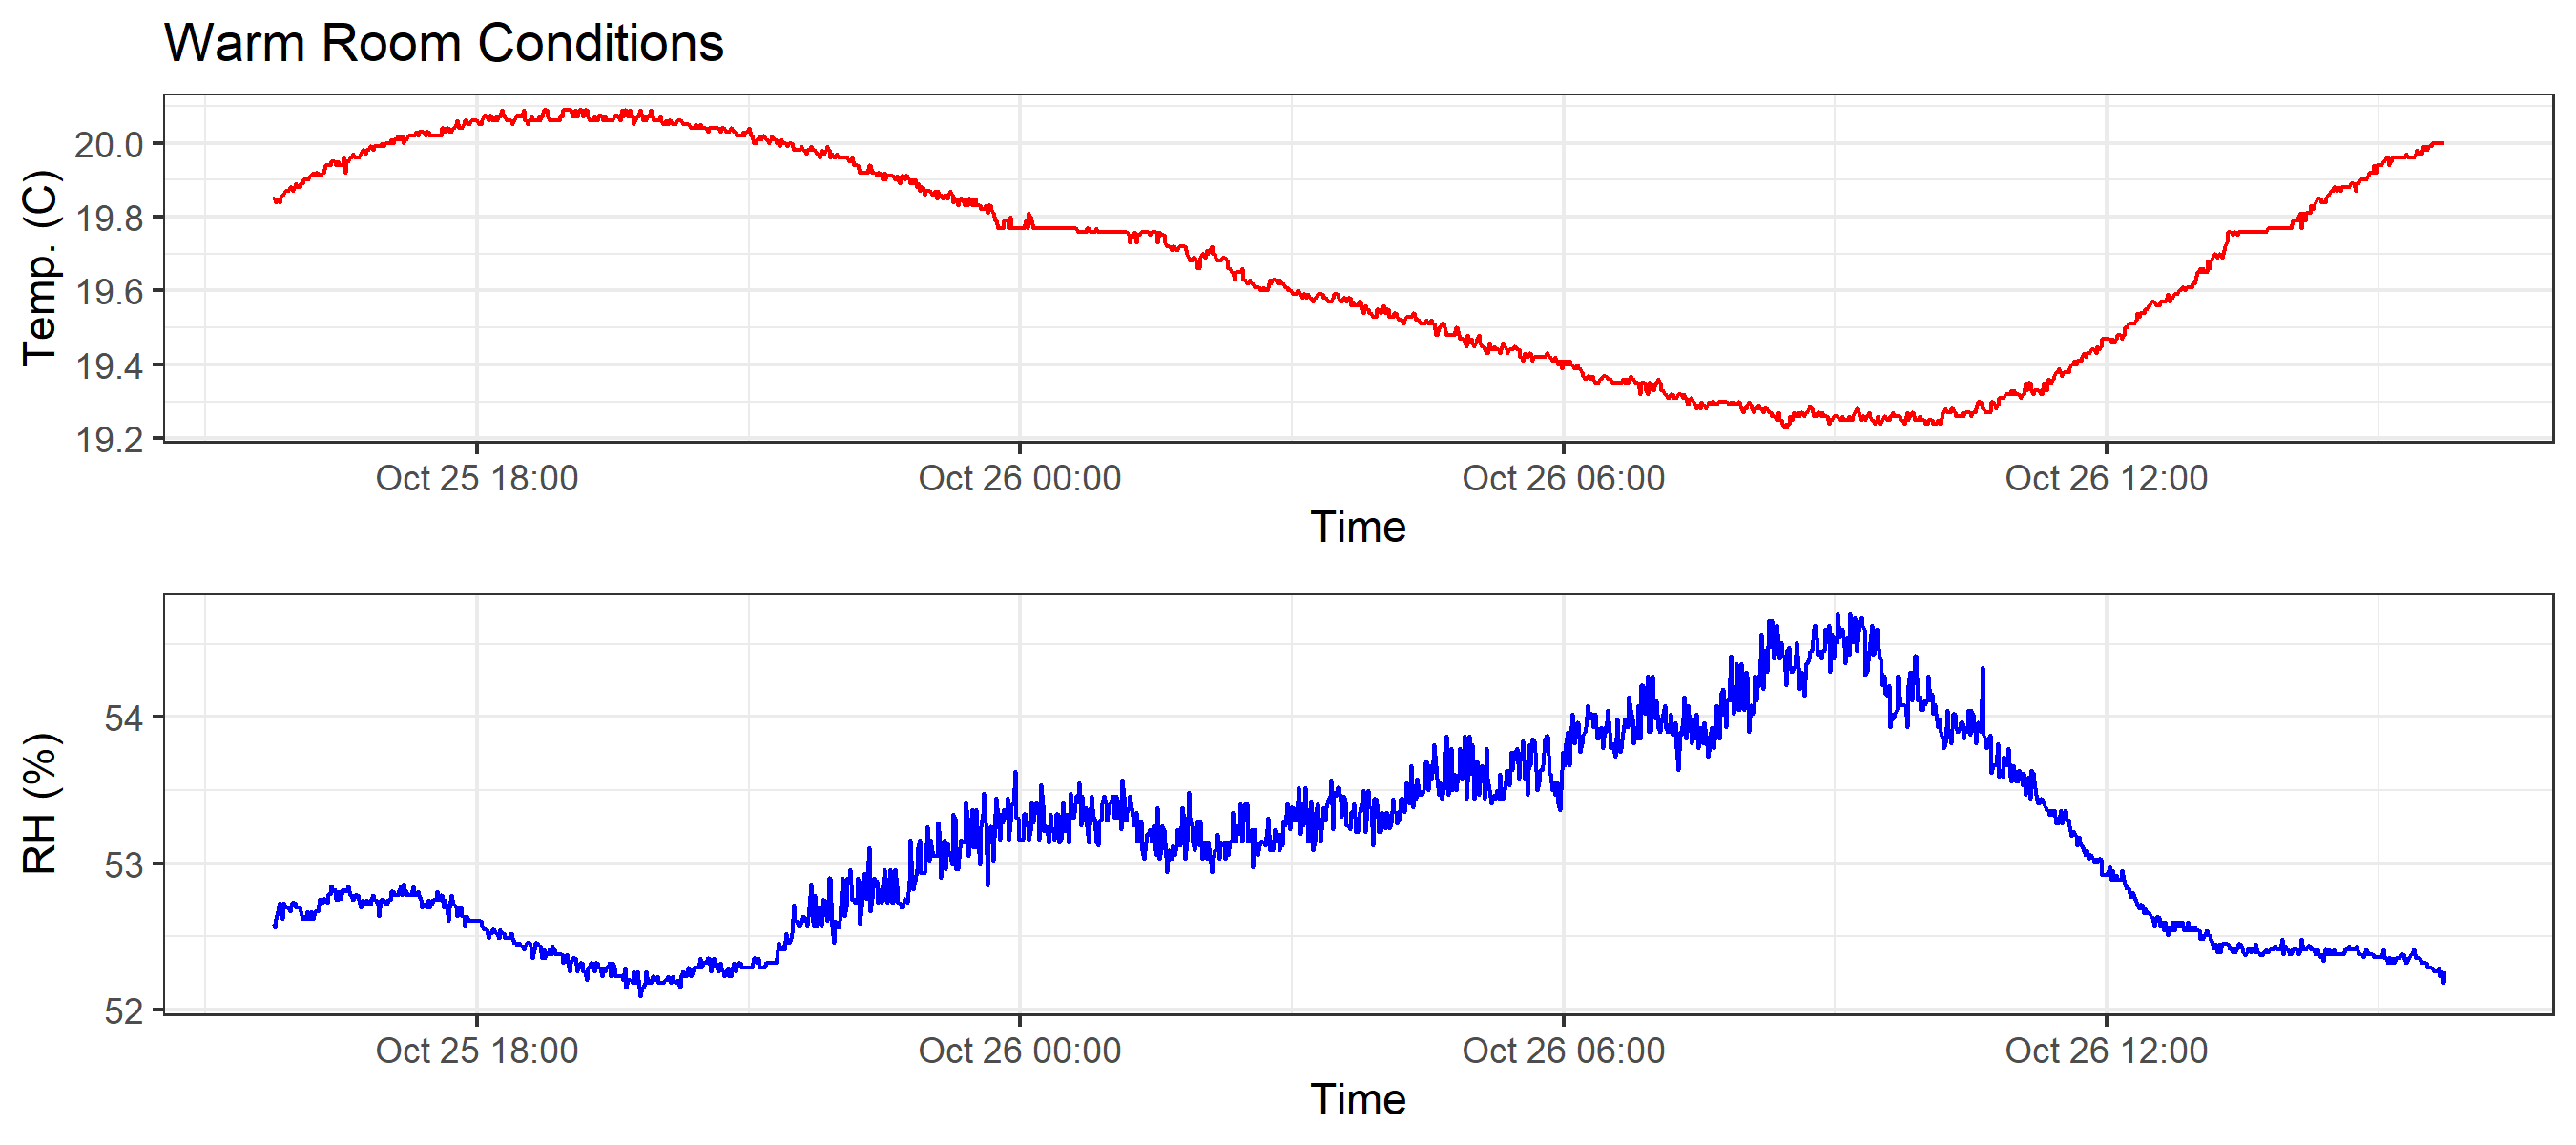 Warm Room Conditions
Temp. (C)
20.0
19.8
19.6
19.4
19.2
Oct 25 18:00 Oct 26 00:00 Oct 26 06:00 Oct 26 12:00
Time
RH (%)
54
53
52
Oct 25 18:00 Oct 26 00:00 Oct 26 06:00 Oct 26 12:00
Time